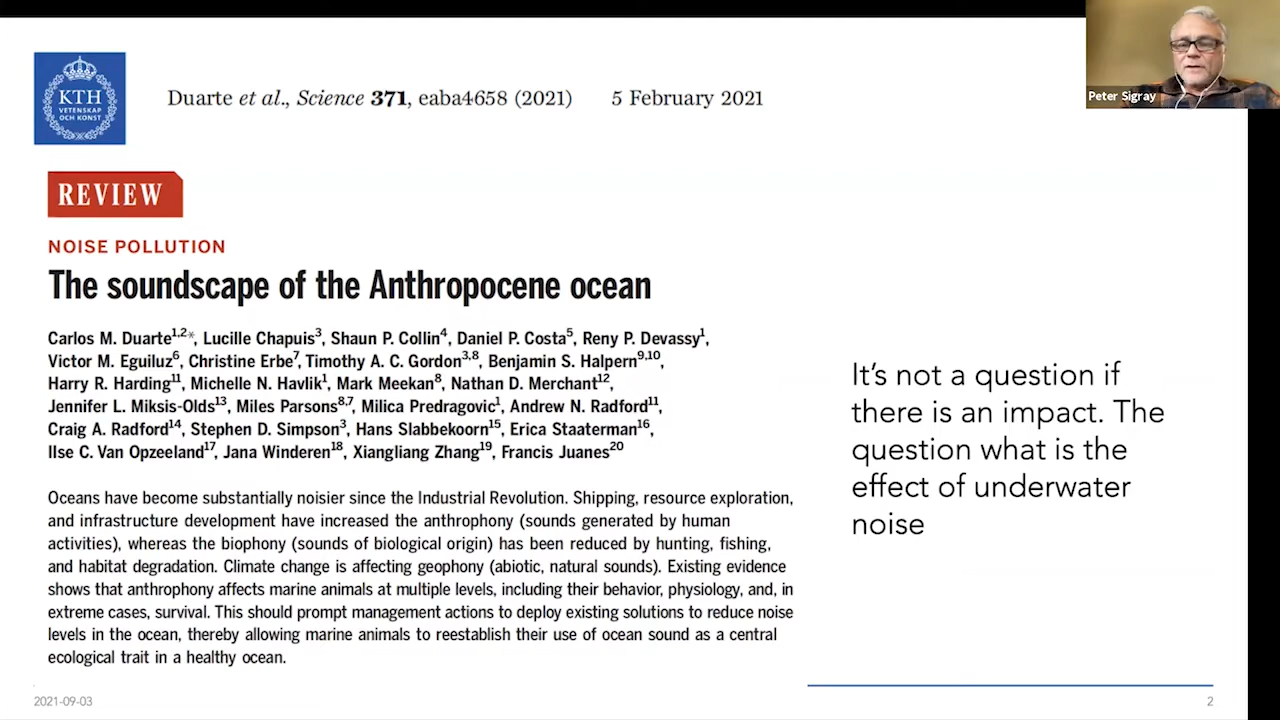 Peter Sigray
KTH
VETENSKAP
OCH KONST
Duarte et al., Science 371, eaba4658 (2021) 5 February 2021
REVIEW
NOISE POLLUTION
The soundscape of the Anthropocene ocean
Carlos M. Duarte1,2*, Lucille Chapuis3, Shaun P. Collin4, Daniel P. Costa5, Reny P. Devassy1,
Victor M. Eguiluz6, Christine Erbe7, Timothy A. C. Gordon3,8, Benjamin S. Halpern9,10,
Harry R. Harding11, Michelle N. Havlik1, Mark Meekan8, Nathan D. Merchant12,
Jennifer L. Miksis-Olds13, Miles Parsons8,7, Milica Predragovic1, Andrew N. Radford11,
Craig A. Radford14, Stephen D. Simpson3, Hans Slabbekoorn15, Erica Staaterman16,
Ilse C. Van Opzeeland17, Jana Winderen18, Xiangliang Zhang19, Francis Juanes20
Oceans have become substantially noisier since the Industrial Revolution. Shipping, resource exploration,
and infrastructure development have increased the anthrophony (sounds generated by human
activities), whereas the biophony (sounds of biological origin) has been reduced by hunting, fishing,
and habitat degradation. Climate change is affecting geophony (abiotic, natural sounds). Existing evidence
shows that anthrophony affects marine animals at multiple levels, including their behavior, physiology, and, in
extreme cases, survival. This should prompt management actions to deploy existing solutions to reduce noise
levels in the ocean, thereby allowing marine animals to reestablish their use of ocean sound as a central
ecological trait in a healthy ocean.
It's not a question if
there is an impact. The
question what is the
effect of underwater
noise
2021-09-03
2